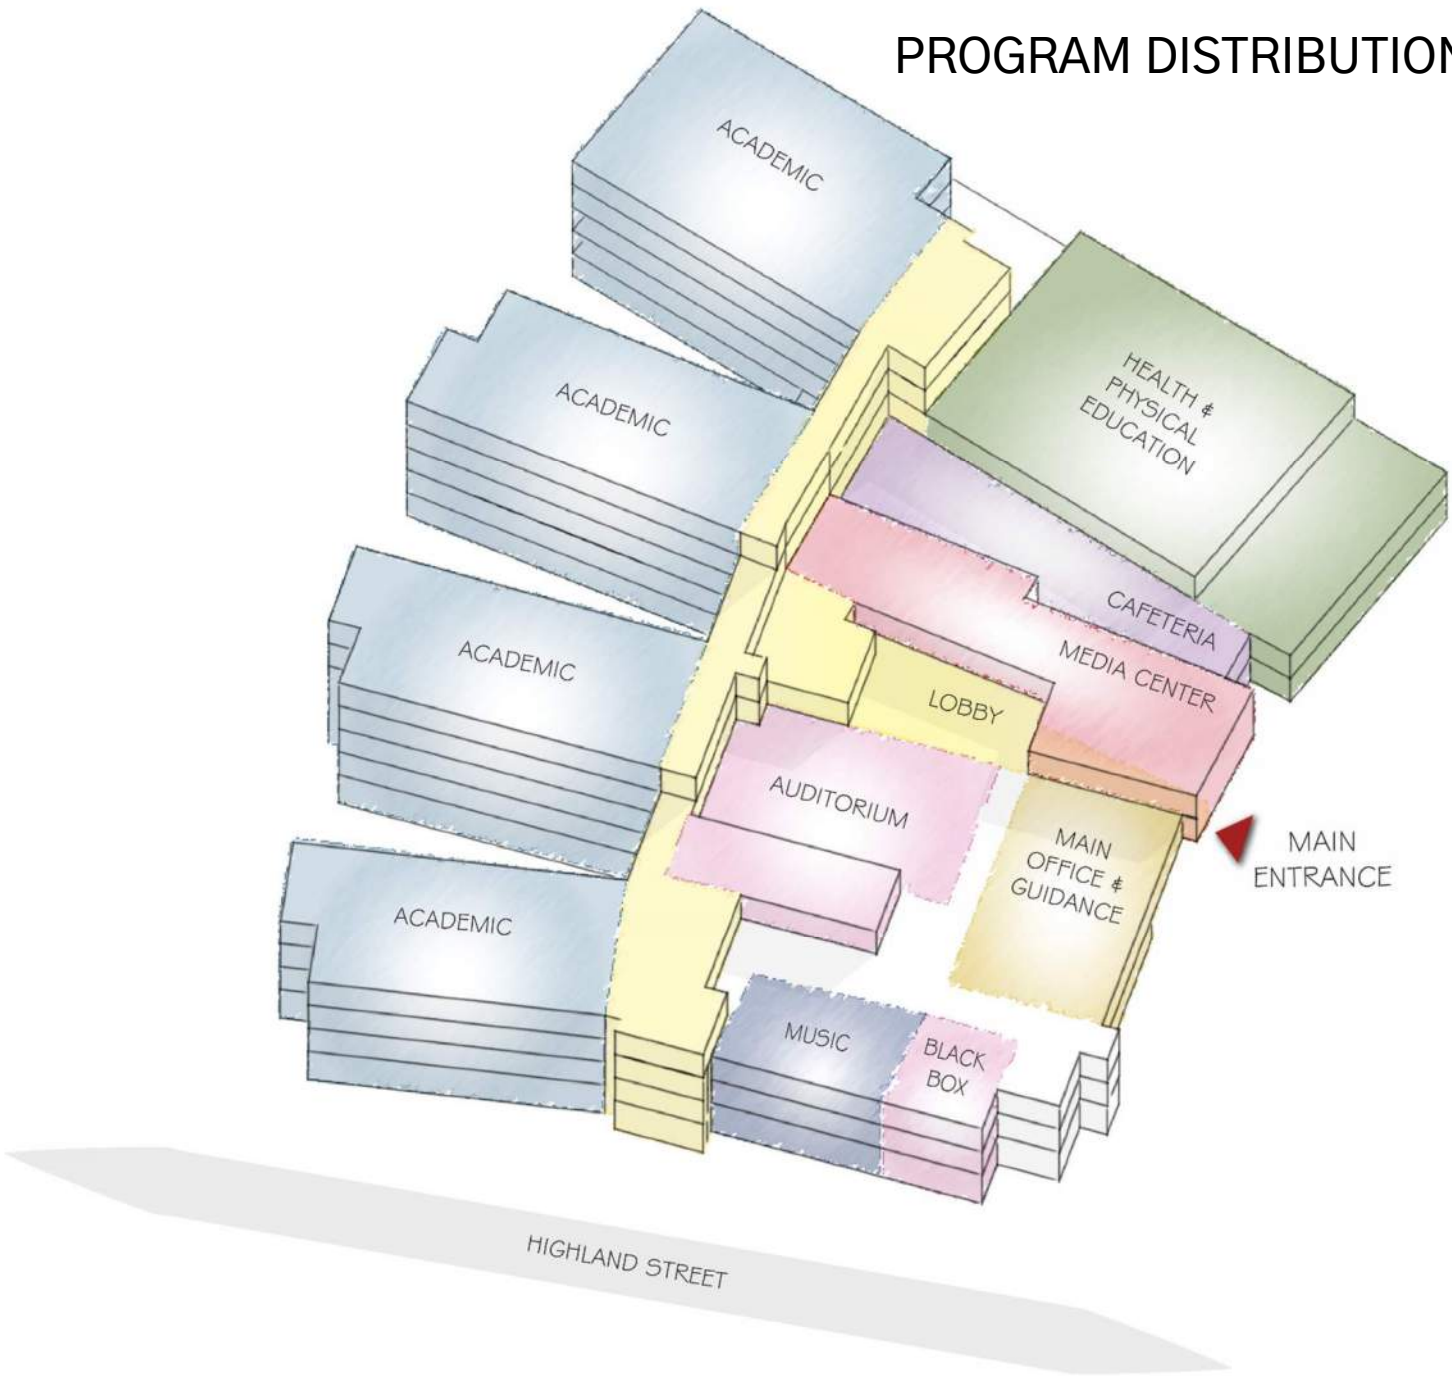 PROGRAM DISTRIBUTION
ACADEMIC
HEALTH &
PHYSICAL
EDUCATION
ACADEMIC
CAFETERIA
MEDIA CENTER
ACADEMIC
LOBBY
AUDITORIUM
MAIN
OFFICE &
GUIDANCE
MAIN
ENTRANCE
ACADEMIC
MUSIC
BLACK
BOX
HIGHLAND STREET